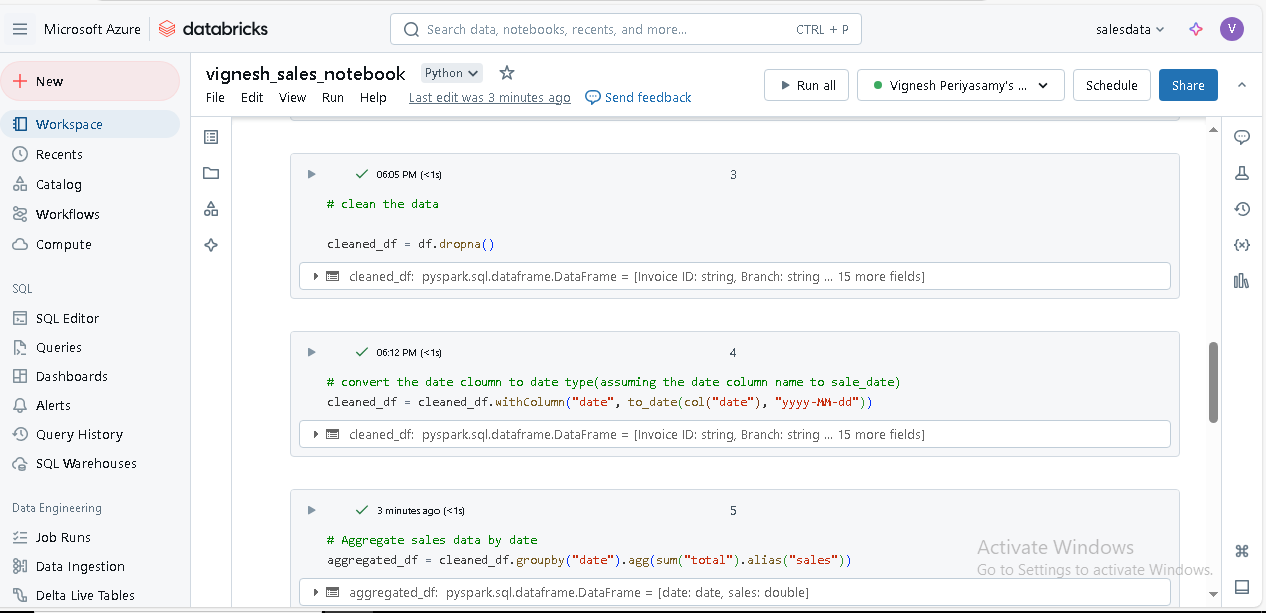 Microsoft Azure
databricks
Search data, notebooks, recents, and more...
CTRL + P
salesdata
V
New
Workspace
Recents
Catalog
Workflows
Compute
SQL
SQL Editor
Queries
Dashboards
Alerts
Query History
SQL Warehouses
Data Engineering
Job Runs
Data Ingestion
Delta Live Tables
vignesh_sales_notebook
Python
File Edit View Run Help
Last edit was 3 minutes ago
Send feedback
Run all
Vignesh Periyasamy's ...
Schedule
Share
06:05 PM (<1s)
3
# clean the data
cleaned_df = df.dropna()
cleaned_df: pyspark.sql.dataframe.DataFrame = [Invoice ID: string, Branch: string ... 15 more fields]
06:12 PM (<1s)
4
# convert the date cloumn to date type(assuming the date column name to sale_date)
cleaned_df = cleaned_df.withColumn("date", to_date(col("date"), "yyyy-MM-dd"))
cleaned_df: pyspark.sql.dataframe.DataFrame = [Invoice ID: string, Branch: string ... 15 more fields]
3 minutes ago (<1s)
5
# Aggregate sales data by date
aggregated_df = cleaned_df.groupby("date").agg(sum("total").alias("sales"))
aggregated_df: pyspark.sql.dataframe.DataFrame = [date: date, sales: double]
Activate Windows
Go to Settings to activate Windows.